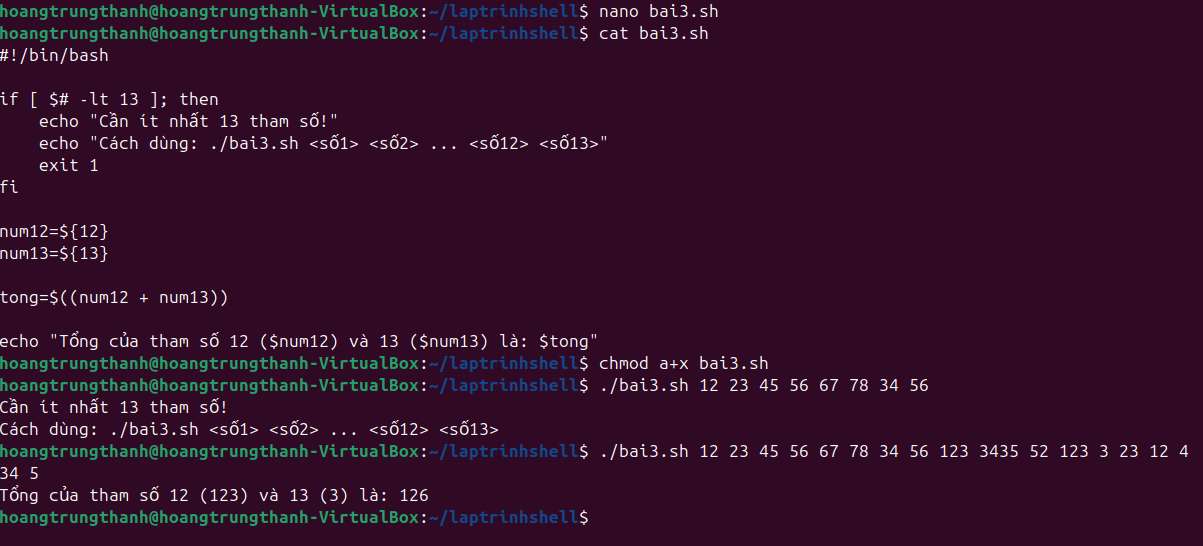 hoangtrungthanh@hoangtrungthanh-VirtualBox:~/laptrinhshell$ nano bai3.sh
hoangtrungthanh@hoangtrungthanh-VirtualBox:~/laptrinhshell$ cat bai3.sh
#!/bin/bash

if [ $# -lt 13 ]; then
    echo "Cần ít nhất 13 tham số!"
    echo "Cách dùng: ./bai3.sh <số1> <số2> ... <số12> <số13>"
    exit 1
fi

num12=${12}
num13=${13}

tong=$((num12 + num13))

echo "Tổng của tham số 12 ($num12) và 13 ($num13) là: $tong"
hoangtrungthanh@hoangtrungthanh-VirtualBox:~/laptrinhshell$ chmod a+x bai3.sh
hoangtrungthanh@hoangtrungthanh-VirtualBox:~/laptrinhshell$ ./bai3.sh 12 23 45 56 67 78 34 56
Cần ít nhất 13 tham số!
Cách dùng: ./bai3.sh <số1> <số2> ... <số12> <số13>
hoangtrungthanh@hoangtrungthanh-VirtualBox:~/laptrinhshell$ ./bai3.sh 12 23 45 56 67 78 34 56 123 3435 52 123 3 23 12 4
34 5
Tổng của tham số 12 (123) và 13 (3) là: 126
hoangtrungthanh@hoangtrungthanh-VirtualBox:~/laptrinhshell$